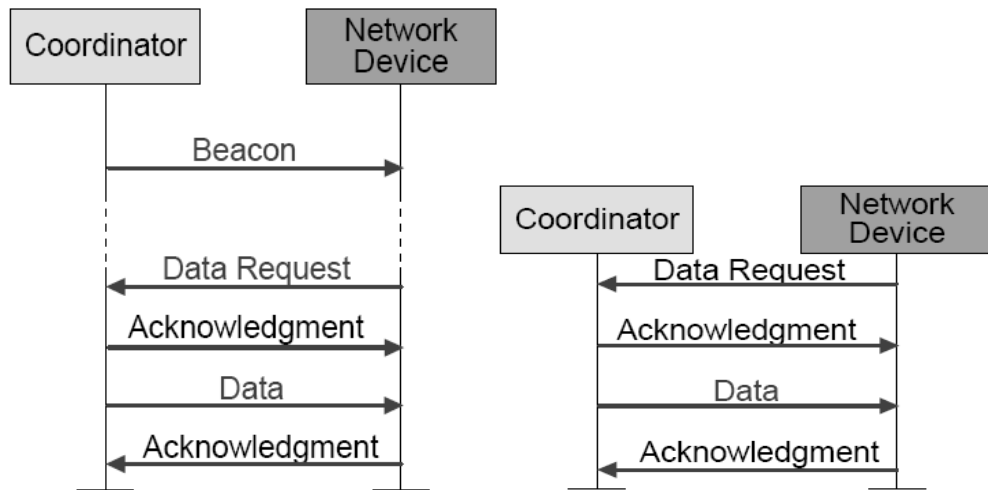 Coordinator
Network
Device
Beacon
Data Request
Acknowledgment
Data
Acknowledgment
Coordinator
Network
Device
Data Request
Acknowledgment
Data
Acknowledgment